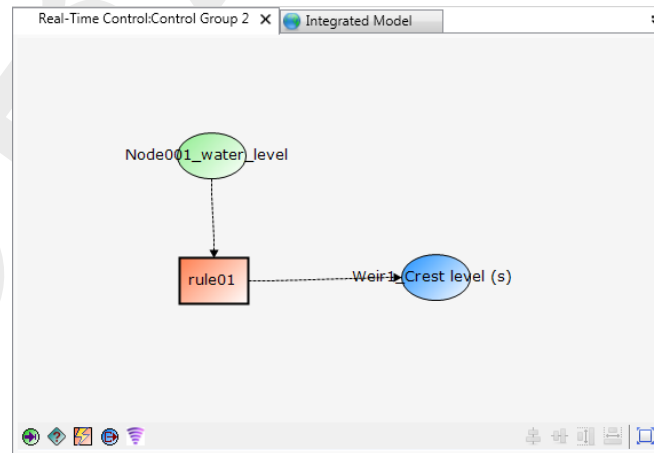 Real-Time Control:Control Group 2
Integrated Model
Node001_water_level
rule01
Weir1_Crest level (s)